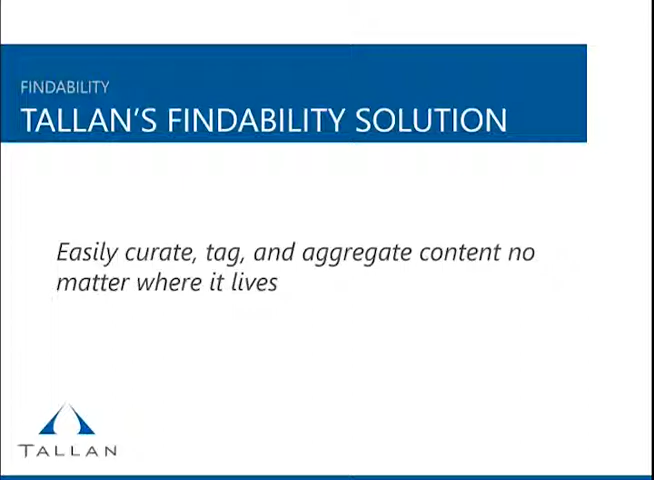 FINDABILITY
TALLAN'S FINDABILITY SOLUTION
Easily curate, tag, and aggregate content no
matter where it lives
TALLAN